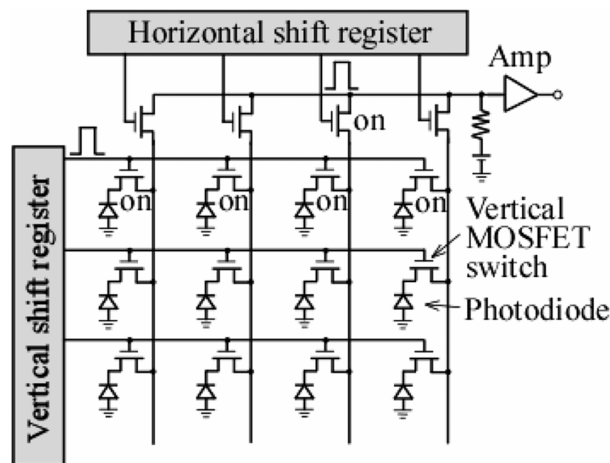 Horizontal shift register
Amp
on
on
on
on
on
Vertical
MOSFET
switch
Photodiode
Vertical shift register